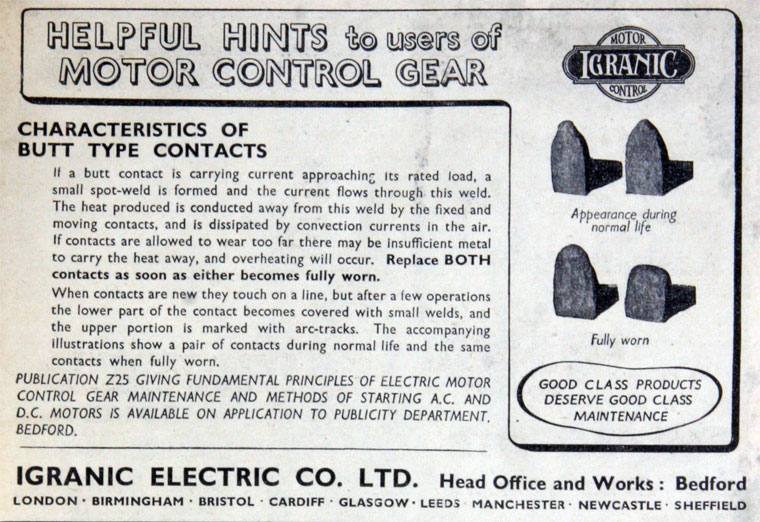 HELPFUL HINTS to users of
MOTOR CONTROL GEAR
MOTOR
IGRANIC
CONTROL
CHARACTERISTICS OF
BUTT TYPE CONTACTS
If a butt contact is carrying current approaching its rated load, a
small spot-weld is formed and the current flows through this weld.
The heat produced is conducted away from this weld by the fixed and
moving contacts, and is dissipated by convection currents in the air.
If contacts are allowed to wear too far there may be insufficient metal
to carry the heat away, and overheating will occur. Replace BOTH
contacts as soon as either becomes fully worn.
When contacts are new they touch on a line, but after a few operations
the lower part of the contact becomes covered with small welds, and
the upper portion is marked with arc-tracks. The accompanying
illustrations show a pair of contacts during normal life and the same
contacts when fully worn.
PUBLICATION Z25 GIVING FUNDAMENTAL PRINCIPLES OF ELECTRIC MOTOR
CONTROL GEAR MAINTENANCE AND METHODS OF STARTING A.C. AND
D.C. MOTORS IS AVAILABLE ON APPLICATION TO PUBLICITY DEPARTMENT,
BEDFORD.
Appearance during
normal life
Fully worn
GOOD CLASS PRODUCTS
DESERVE GOOD CLASS
MAINTENANCE
IGRANIC ELECTRIC CO. LTD. Head Office and Works: Bedford
LONDON · BIRMINGHAM · BRISTOL · CARDIFF · GLASGOW · LEEDS · MANCHESTER · NEWCASTLE · SHEFFIELD